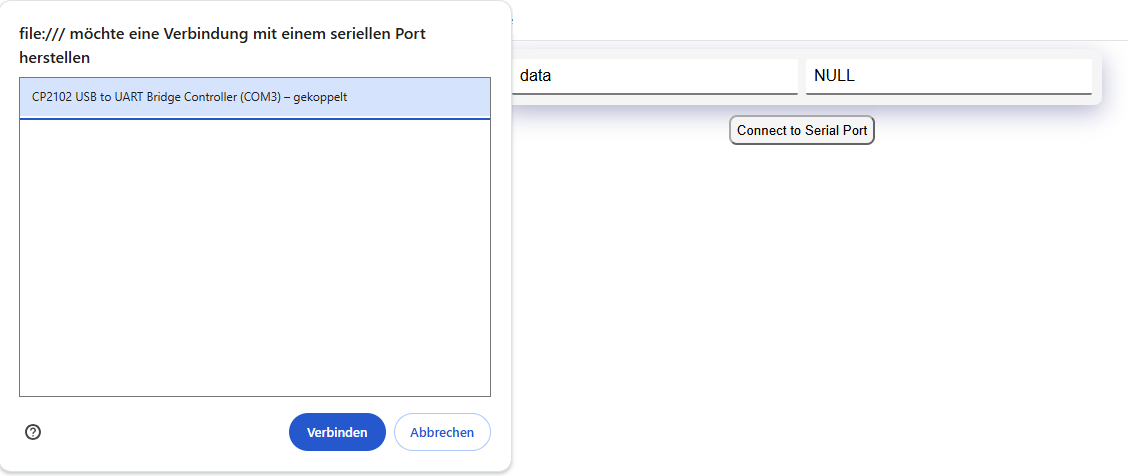 file:/// möchte eine Verbindung mit einem seriellen Port
herstellen
CP2102 USB to UART Bridge Controller (COM3) – gekoppelt
Verbinden
Abbrechen
data
NULL
Connect to Serial Port